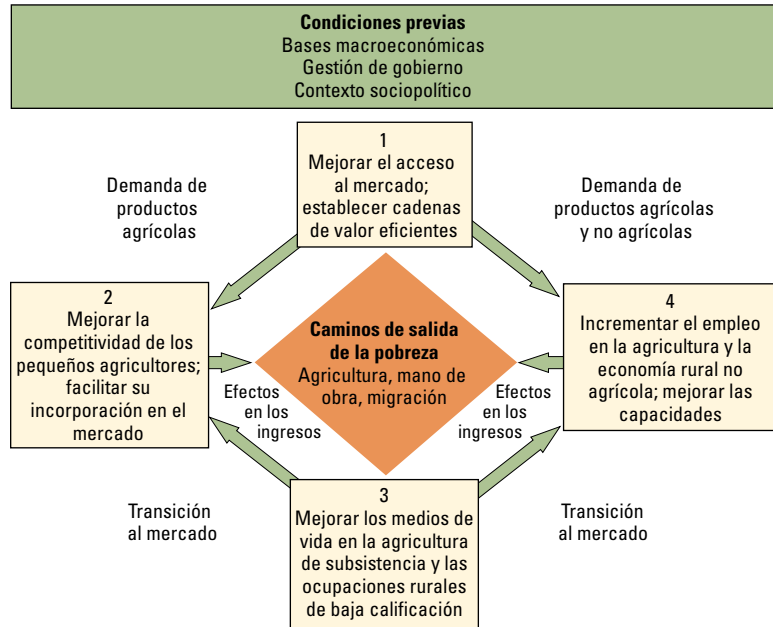 Condiciones previas
Bases macroeconómicas
Gestión de gobierno
Contexto sociopolítico
1
Mejorar el acceso
al mercado;
establecer cadenas
de valor eficientes
Demanda de
productos
agrícolas
Demanda de
productos agrícolas
y no agrícolas
2
Mejorar la
competitividad de los
pequeños agricultores;
facilitar su
incorporación en el
mercado
Caminos de salida
de la pobreza
Agricultura, mano de
obra, migración
4
Incrementar el empleo
en la agricultura y la
economía rural no
agrícola; mejorar las
capacidades
Efectos
en los
ingresos
Efectos
en los
ingresos
Transición
al mercado
3
Mejorar los medios de
vida en la agricultura
de subsistencia y las
ocupaciones rurales
de baja calificación
Transición
al mercado